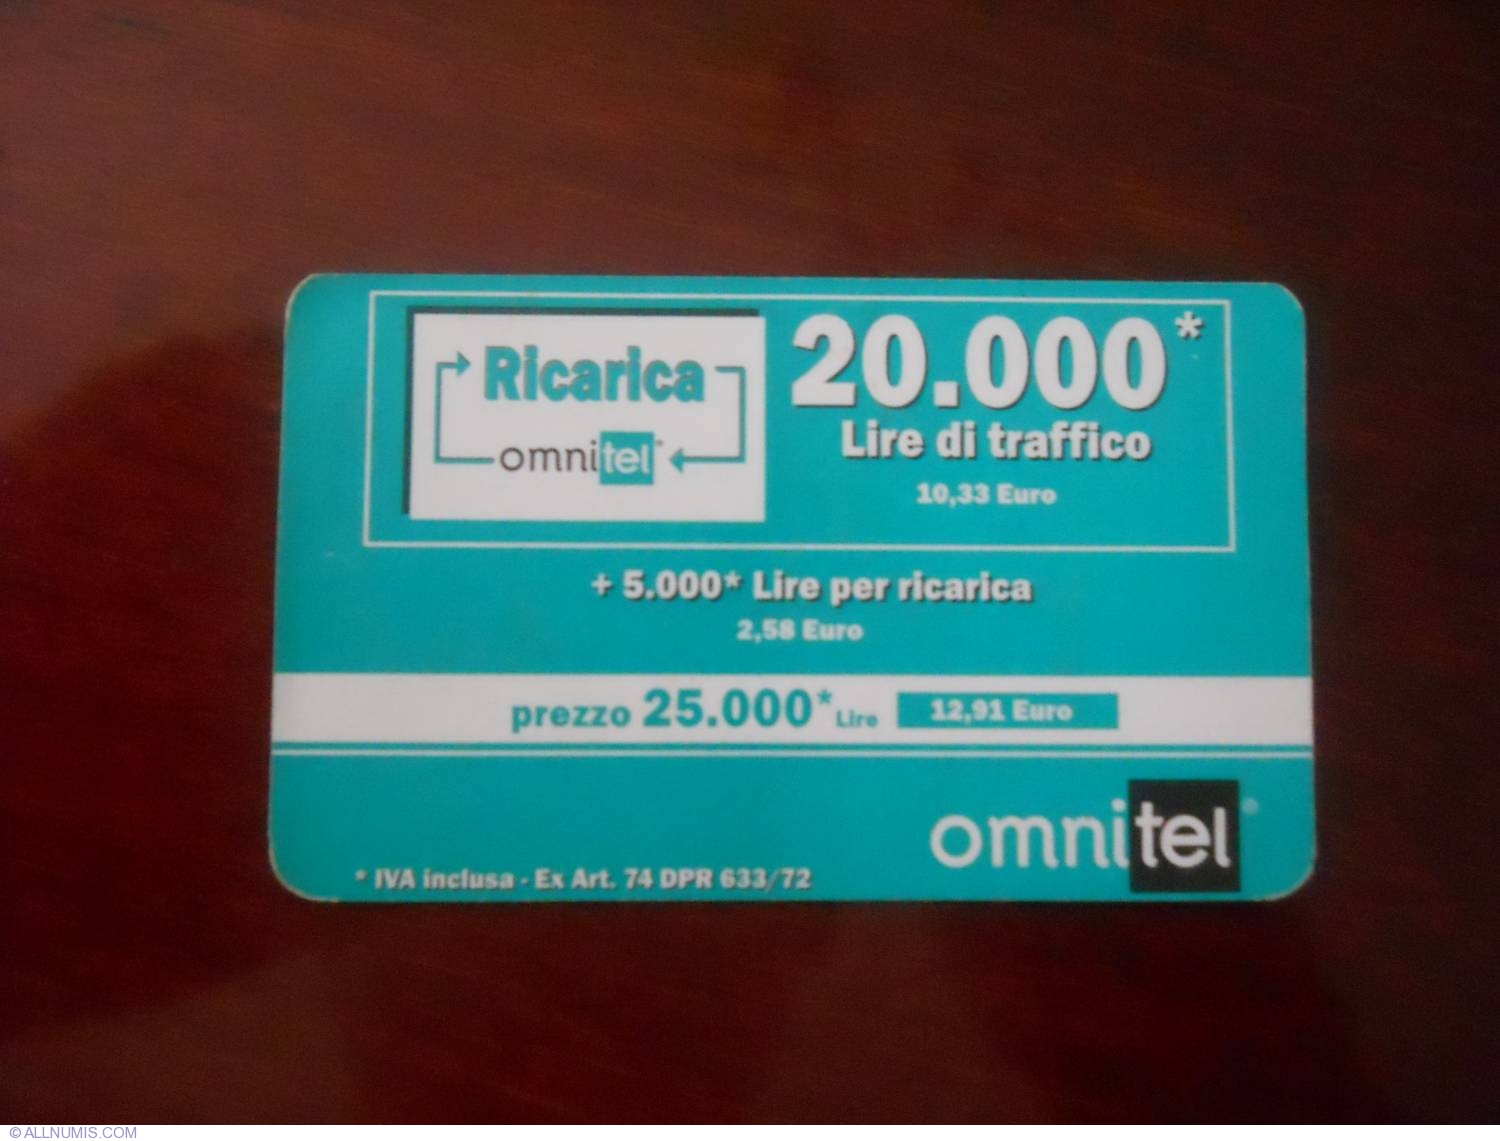 Ricarica
omnitel
20.000*
Lire di traffico
10,33 Euro
+ 5.000* Lire per ricarica
2,58 Euro
prezzo 25.000* Lire 12,91 Euro
omnitel®
* IVA inclusa - Ex Art. 74 DPR 633/72
© ALLNUMIS.COM